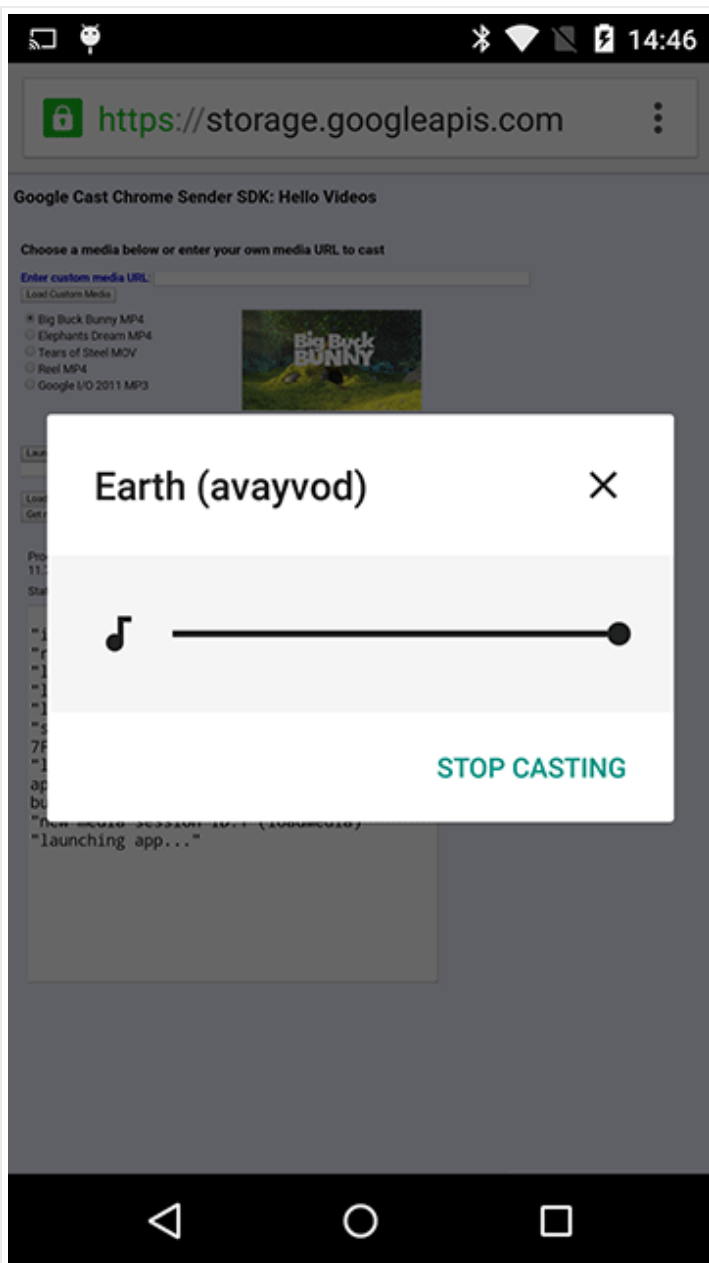 14:46
https://storage.googleapis.com
Google Cast Chrome Sender SDK: Hello Videos
Choose a media below or enter your own media URL to cast
Enter custom media URL:
Load Custom Media
Big Buck Bunny MP4
Elephants Dream MP4
Tears of Steel MOV
Reel MP4
Google I/O 2011 MP3
Big Buck
BUNNY
Earth (avayvod)
STOP CASTING
"launching app..."